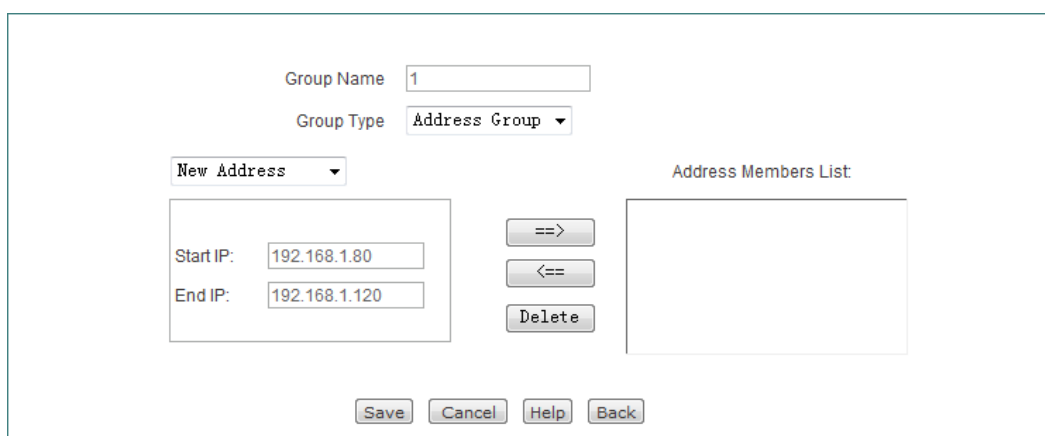 Group Name 1
Group Type Address Group
New Address Address Members List:
Start IP: 192.168.1.80
End IP: 192.168.1.120
==>
<==
Delete
Save Cancel Help Back